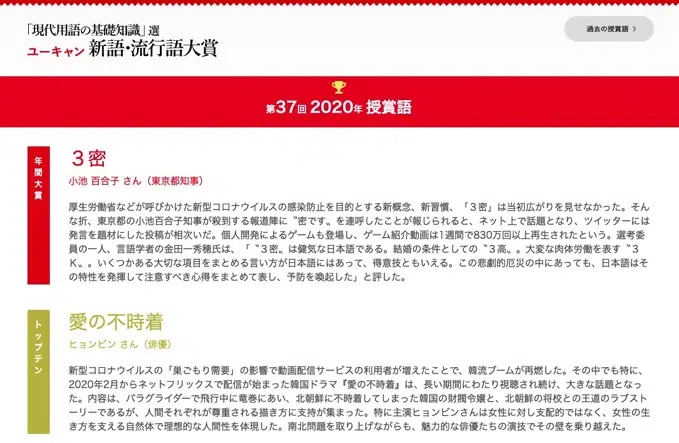 「現代用語の基礎知識」選
ユーキャン 新語・流行語大賞
過去の授賞語 >
第37回 2020年 授賞語
年間大賞
３密
小池 百合子 さん（東京都知事）
厚生労働省などが呼びかけた新型コロナウイルスの感染防止を目的とする新概念、新習慣、「３密」は当初広がりを見せなかった。そん
な折、東京都の小池百合子知事が殺到する報道陣に〝密です〟を連呼したことが報じられると、ネット上で話題となり、ツイッターには
発言を題材にした投稿が相次いだ。個人開発によるゲームも登場し、ゲーム紹介動画は1週間で830万回以上再生されたという。選考委
員の一人、言語学者の金田一秀穂氏は、「〝３密〟は健気な日本語である。結婚の条件としての〝３高〟。大変な肉体労働を表す〝３
Ｋ〟。いくつかある大切な項目をまとめる言い方が日本語にはあって、得意技ともいえる。この悲劇的厄災の中にあっても、日本語はそ
の特性を発揮して注意すべき心得をまとめて表し、予防を喚起した」と評した。
トップテン
愛の不時着
ヒョンビン さん（俳優）
新型コロナウイルスの「巣ごもり需要」の影響で動画配信サービスの利用者が増えたことで、韓流ブームが再燃した。その中でも特に、
2020年2月からネットフリックスで配信が始まった韓国ドラマ『愛の不時着』は、長い期間にわたり視聴され続け、大きな話題となっ
た。内容は、パラグライダーで飛行中に竜巻にあい、北朝鮮に不時着してしまった韓国の財閥令嬢と、北朝鮮の将校との王道のラブスト
ーリーであるが、人間それぞれが尊重される描き方に支持が集まった。特に主演ヒョンビンさんは女性に対し支配的ではなく、女性の生
き方を支える自然体で理想的な人間性を体現した。南北問題を取り上げながらも、魅力的な俳優たちの演技でその壁を乗り越えた。